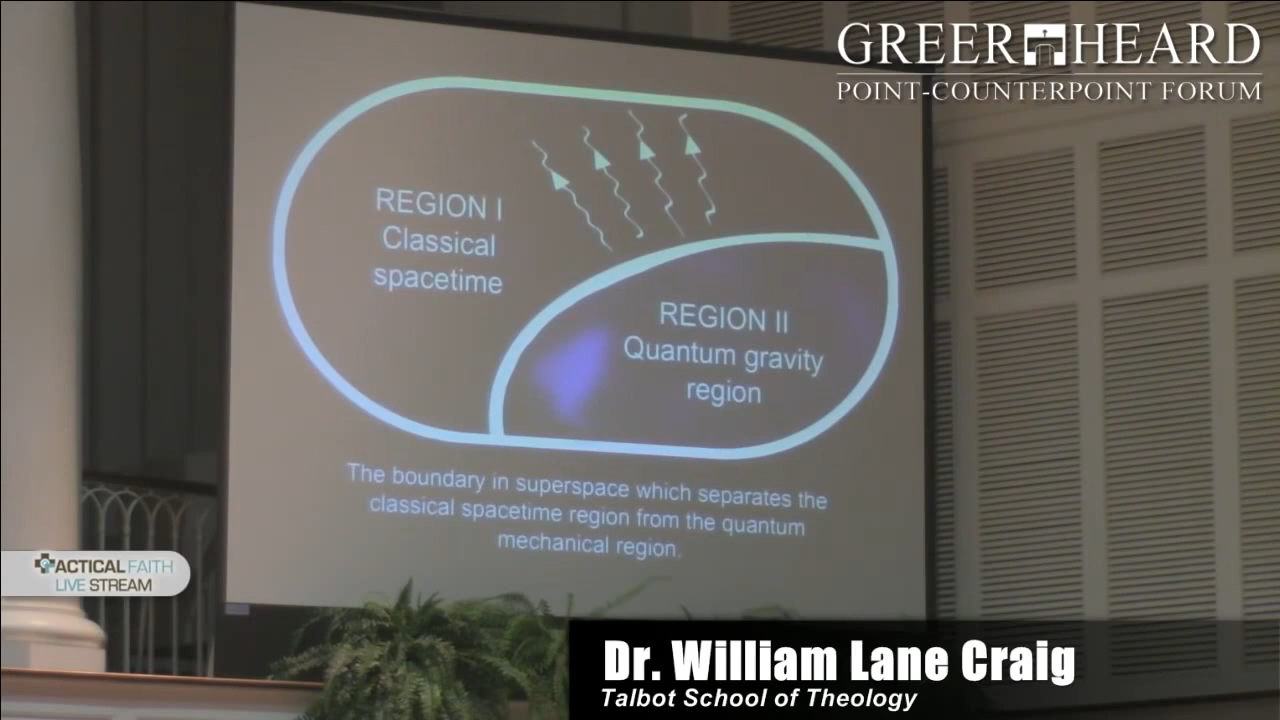 GREER HEARD
POINT-COUNTERPOINT FORUM
REGION I
Classical
spacetime
REGION II
Quantum gravity
region
The boundary in superspace which separates the
classical spacetime region from the quantum
mechanical region.
TACTICAL FAITH
LIVE STREAM
Dr. William Lane Craig
Talbot School of Theology